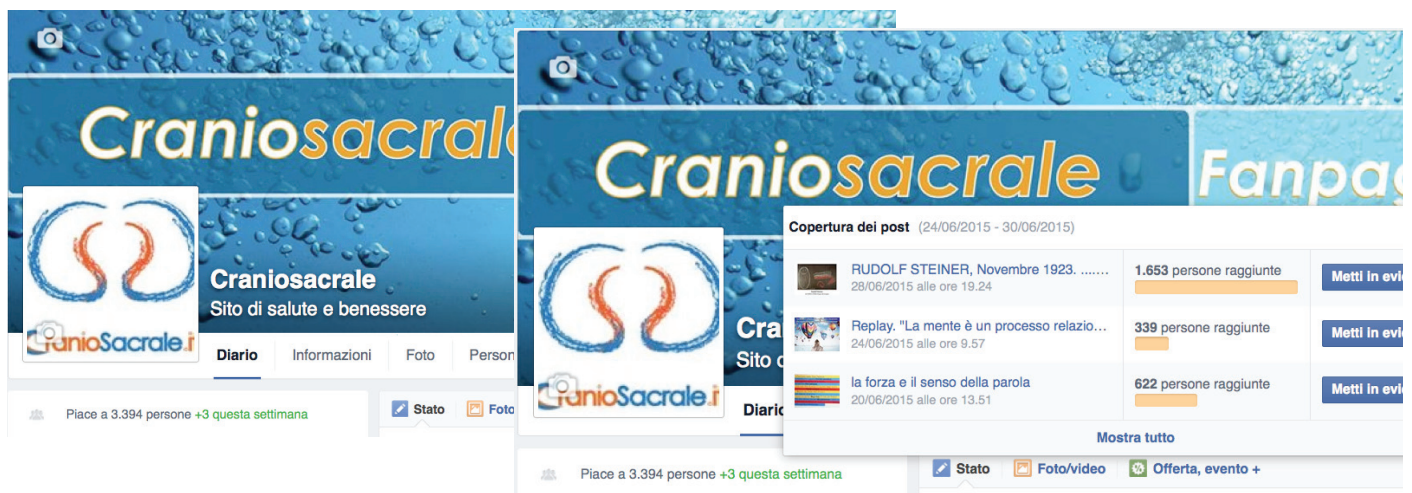 Craniosacrale
Craniosacrale
Sito di salute e benessere
CranioSacrale.i
Diario Informazioni Foto Person
Piace a 3.394 persone +3 questa settimana
Stato Foto
Craniosacrale
Fanpag
Cra
Sito d
CranioSacrale.i
Diario
Copertura dei post (24/06/2015 - 30/06/2015)
RUDOLF STEINER, Novembre 1923. .....…
28/06/2015 alle ore 19.24
1.653 persone raggiunte
Metti in evi
Replay. "La mente è un processo relazio…
24/06/2015 alle ore 9.57
339 persone raggiunte
Metti in evi
la forza e il senso della parola
20/06/2015 alle ore 13.51
622 persone raggiunte
Metti in evi
Mostra tutto
Piace a 3.394 persone +3 questa settimana
Stato Foto/video Offerta, evento +